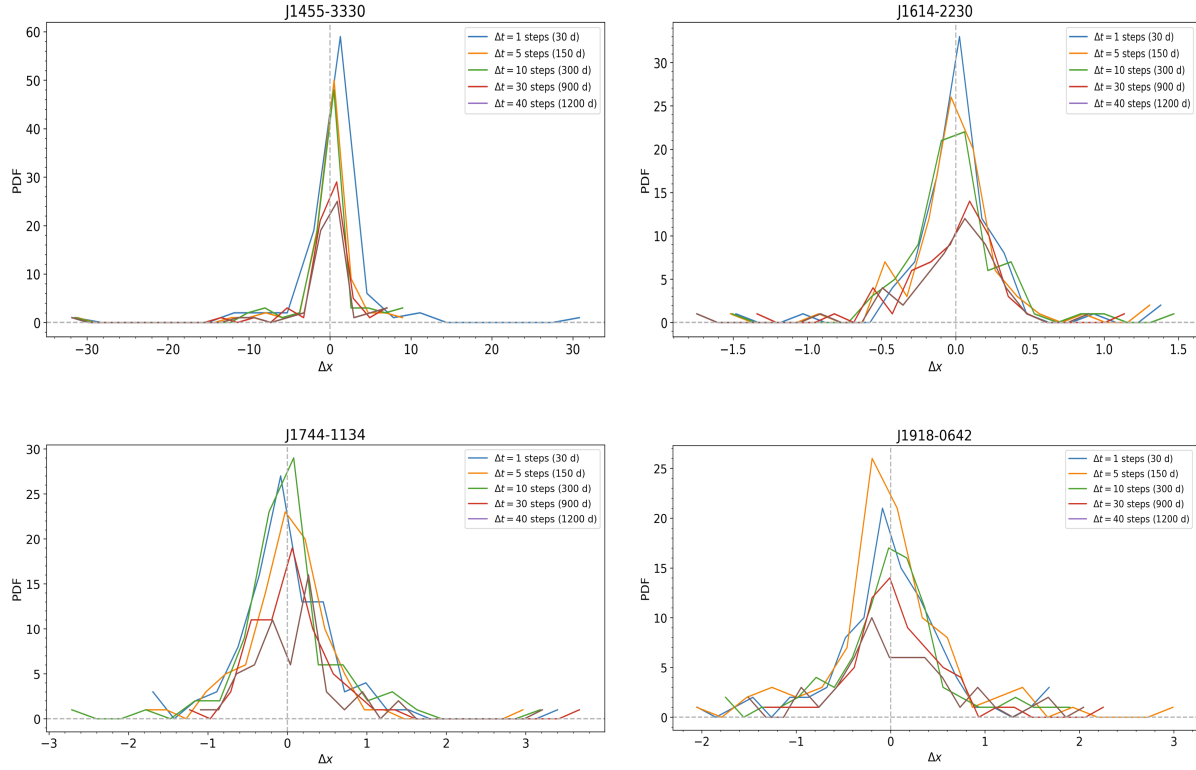 J1455-3330
60
50
40
30
20
10
0
PDF
−30 −20 −10 0 10 20 30
Δx
Δt = 1 steps (30 d)
Δt = 5 steps (150 d)
Δt = 10 steps (300 d)
Δt = 30 steps (900 d)
Δt = 40 steps (1200 d)
J1614-2230
30
25
20
15
10
5
0
PDF
−1.5 −1.0 −0.5 0.0 0.5 1.0 1.5
Δx
Δt = 1 steps (30 d)
Δt = 5 steps (150 d)
Δt = 10 steps (300 d)
Δt = 30 steps (900 d)
Δt = 40 steps (1200 d)
J1744-1134
30
25
20
15
10
5
0
PDF
−3 −2 −1 0 1 2 3
Δx
Δt = 1 steps (30 d)
Δt = 5 steps (150 d)
Δt = 10 steps (300 d)
Δt = 30 steps (900 d)
Δt = 40 steps (1200 d)
J1918-0642
25
20
15
10
5
0
PDF
−2 −1 0 1 2 3
Δx
Δt = 1 steps (30 d)
Δt = 5 steps (150 d)
Δt = 10 steps (300 d)
Δt = 30 steps (900 d)
Δt = 40 steps (1200 d)